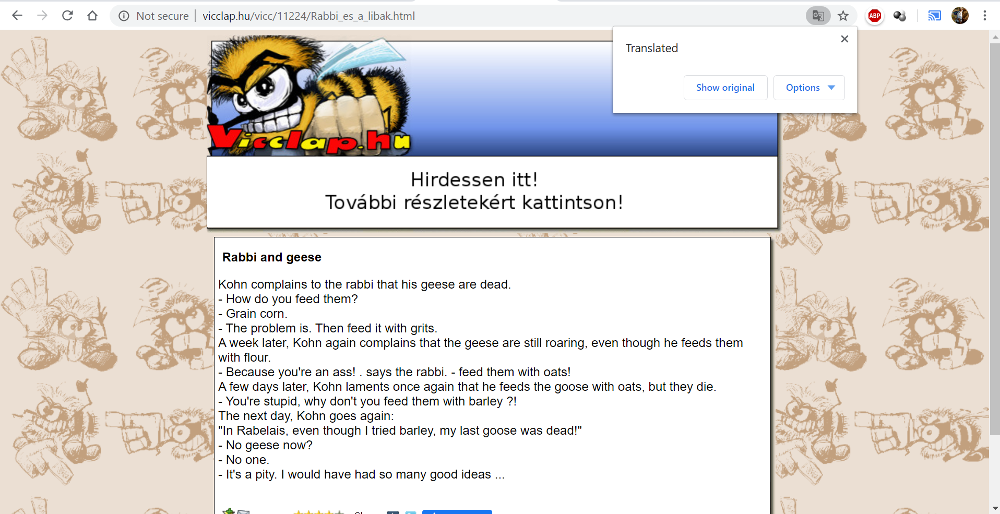 Not secure
vicclap.hu/vicc/11224/Rabbi_es_a_libak.html
ABP
Translated
Show original
Options
Vicclap.hu
Hirdessen itt!
További részletekért kattintson!
Rabbi and geese
Kohn complains to the rabbi that his geese are dead.
- How do you feed them?
- Grain corn.
- The problem is. Then feed it with grits.
A week later, Kohn again complains that the geese are still roaring, even though he feeds them
with flour.
- Because you're an ass! . says the rabbi. - feed them with oats!
A few days later, Kohn laments once again that he feeds the goose with oats, but they die.
- You're stupid, why don't you feed them with barley ?!
The next day, Kohn goes again:
"In Rabelais, even though I tried barley, my last goose was dead!"
- No geese now?
- No one.
- It's a pity. I would have had so many good ideas ...